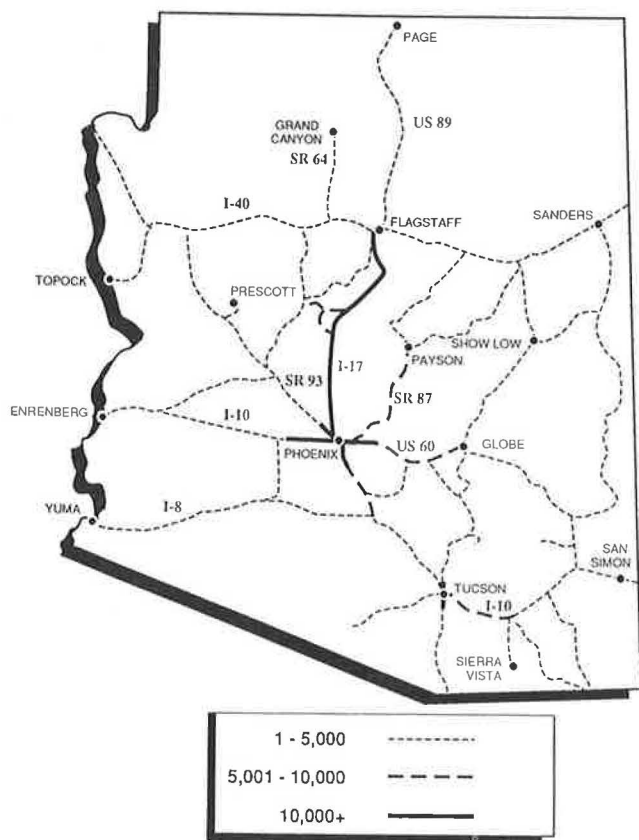 PAGE
US 89
GRAND
CANYON
SR 64
I-40
FLAGSTAFF
SANDERS
TOPOCK
PRESCOTT
SHOW LOW
PAYSON
I-17
SR 93
SR 87
ENRENBERG
I-10
US 60
PHOENIX
GLOBE
I-8
YUMA
SAN
SIMON
TUCSON
I-10
SIERRA
VISTA
1 - 5,000
5,001 - 10,000
10,000+